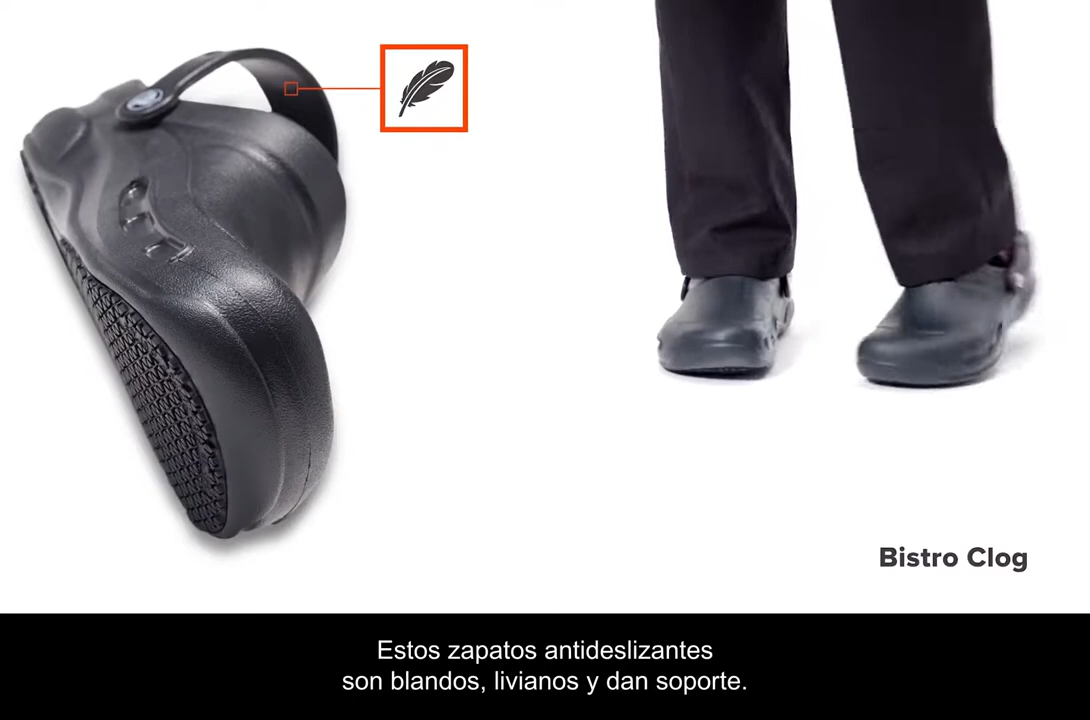 Bistro Clog
Estos zapatos antideslizantes
son blandos, livianos y dan soporte.